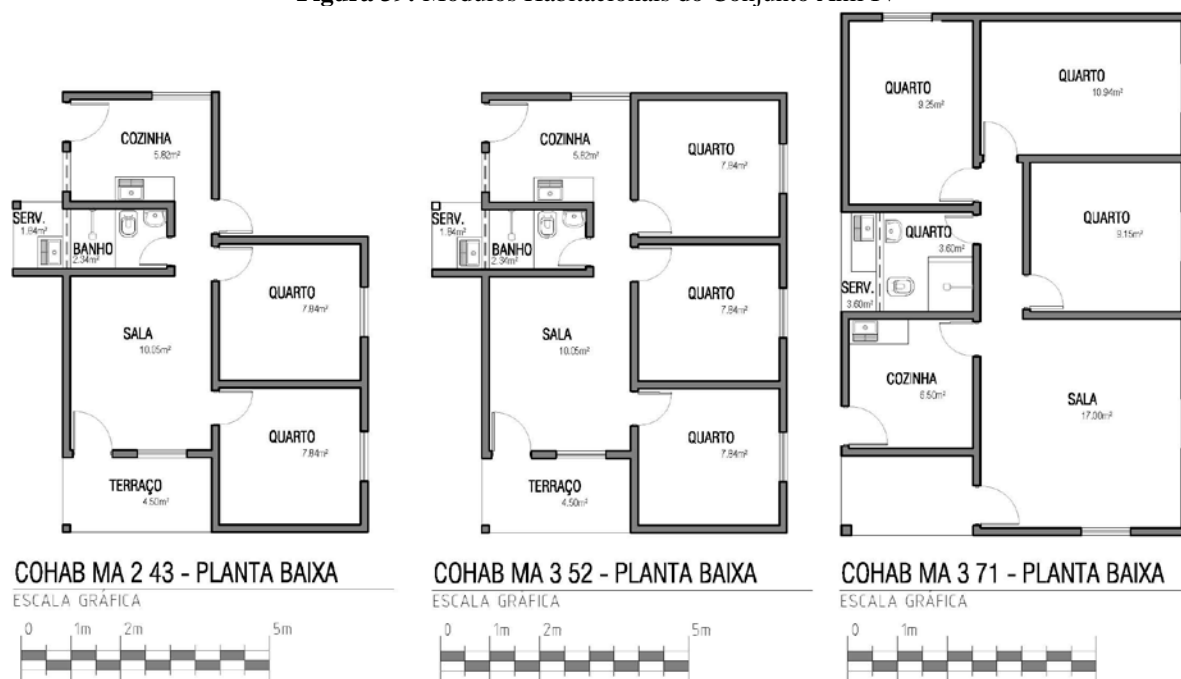 Figura 39: Módulos Habitacionais do Conjunto
COZINHA
5.82m²
SERV.
1.84m²
BANHO
2.34m²
QUARTO
7.84m²
SALA
10.05m²
QUARTO
7.84m²
TERRAÇO
4.50m²
COHAB MA 2 43 - PLANTA BAIXA
ESCALA GRÁFICA
0 1m 2m 5m
COZINHA
5.82m²
QUARTO
7.84m²
SERV.
1.84m²
BANHO
2.34m²
QUARTO
7.84m²
SALA
10.05m²
QUARTO
7.84m²
TERRAÇO
4.50m²
COHAB MA 3 52 - PLANTA BAIXA
ESCALA GRÁFICA
0 1m 2m 5m
QUARTO
9.25m²
QUARTO
10.94m²
QUARTO
9.15m²
QUARTO
3.60m²
SERV.
3.60m²
COZINHA
6.50m²
SALA
17.00m²
COHAB MA 3 71 - PLANTA BAIXA
ESCALA GRÁFICA
0 1m